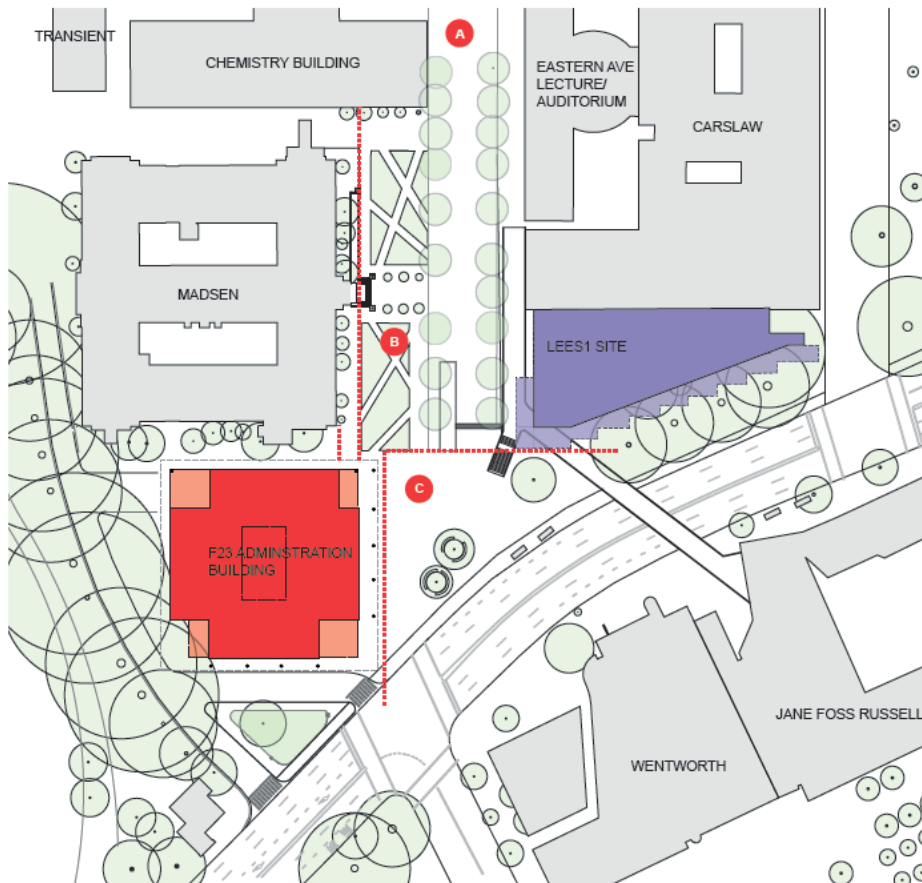 A
TRANSIENT
CHEMISTRY BUILDING
EASTERN AVE
LECTURE/
AUDITORIUM
CARSLAW
MADSEN
B
LEES1 SITE
C
F23 ADMINSTRATION
BUILDING
JANE FOSS RUSSELL
WENTWORTH